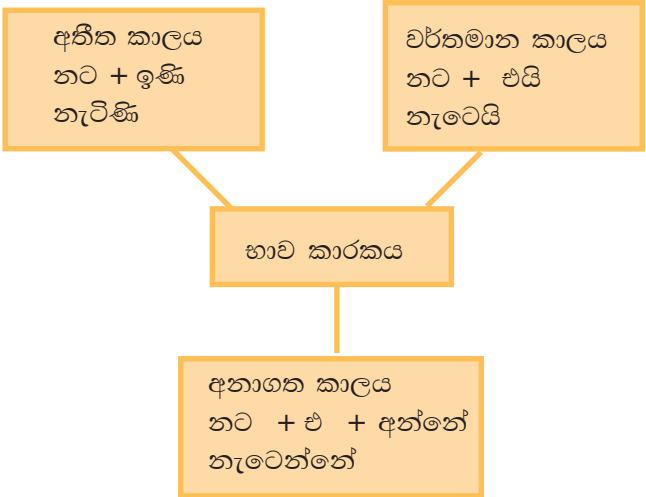 අතීත කාලය
නට + ඉණි
නැටිණි
වර්තමාන කාලය
නට + එයි
නැටෙයි
භාව කාරකය
අනාගත කාලය
නට + එ + අන්නේ
නැටෙන්නේ